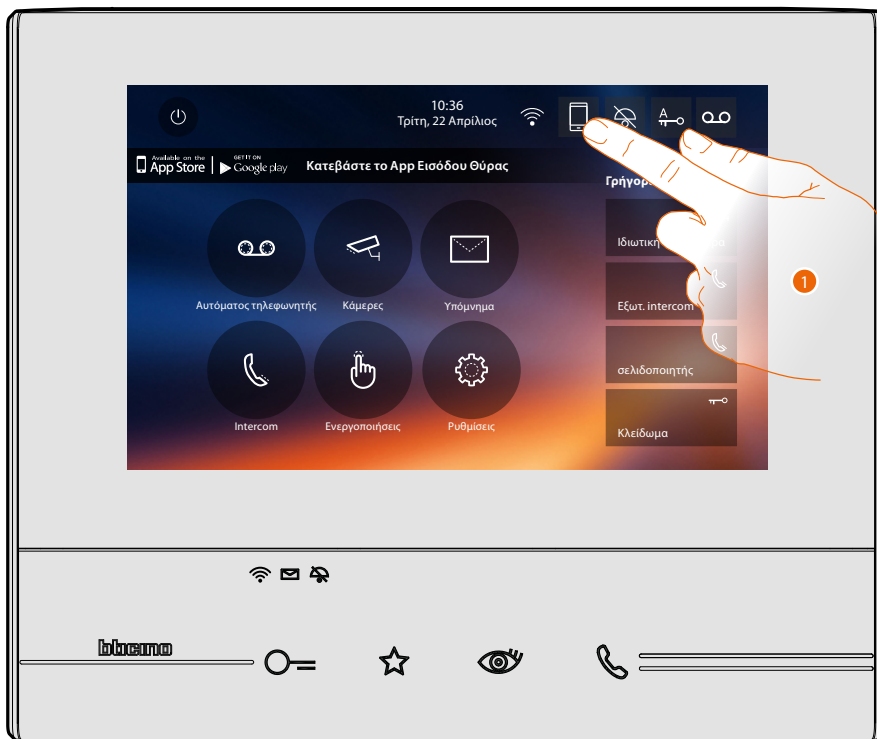 10:36
Τρίτη, 22 Απρίλιος
A
Available on the
App Store
GET IT ON
Google play
Κατεβάστε το App Εισόδου Θύρας
Αυτόματος τηλεφωνητής
Κάμερες
Υπόμνημα
Ιδιωτική
Εξωτ. intercom
1
σελιδοποιητής
Intercom
Ενεργοποιήσεις
Ρυθμίσεις
Κλείδωμα
bticino